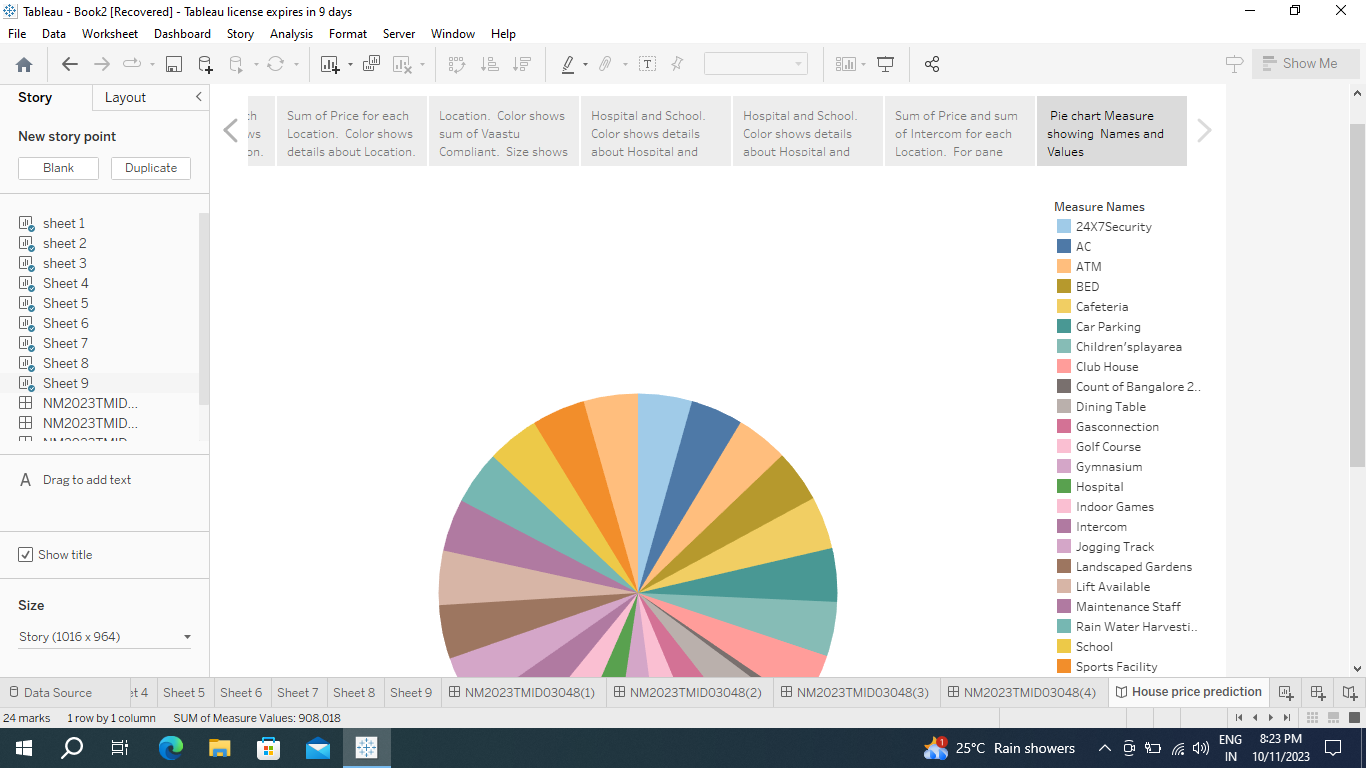 Tableau - Book2 [Recovered] - Tableau license expires in 9 days
File Data Worksheet Dashboard Story Analysis Format Server Window Help
Show Me
Story Layout
New story point
Blank Duplicate
sheet 1
sheet 2
sheet 3
Sheet 4
Sheet 5
Sheet 6
Sheet 7
Sheet 8
Sheet 9
NM2023TMID...
NM2023TMID...
A Drag to add text
Show title
Size
Story (1016 x 964)
Sum of Price for each
Location. Color shows
details about Location.
Location. Color shows
sum of Vaastu
Compliant. Size shows
Hospital and School.
Color shows details
about Hospital and
Hospital and School.
Color shows details
about Hospital and
Sum of Price and sum
of Intercom for each
Location. For pane
Pie chart Measure
showing Names and
Values
Measure Names
24X7Security
AC
ATM
BED
Cafeteria
Car Parking
Children'splayarea
Club House
Count of Bangalore 2..
Dining Table
Gasconnection
Golf Course
Gymnasium
Hospital
Indoor Games
Intercom
Jogging Track
Landscaped Gardens
Lift Available
Maintenance Staff
Rain Water Harvesti..
School
Sports Facility
Data Source et 4 Sheet 5 Sheet 6 Sheet 7 Sheet 8 Sheet 9 NM2023TMID03048(1) NM2023TMID03048(2) NM2023TMID03048(3) NM2023TMID03048(4) House price prediction
24 marks 1 row by 1 column SUM of Measure Values: 908,018
1 25°C Rain showers ENG IN 8:23 PM 10/11/2023